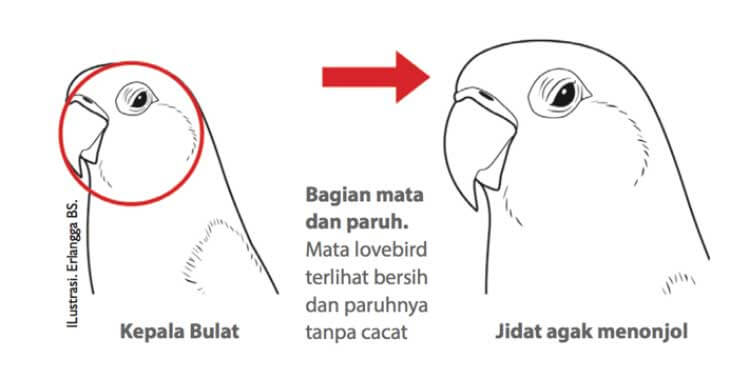 ILustrasi. Erlangga BS.
Kepala Bulat
Bagian mata
dan paruh.
Mata lovebird
terlihat bersih
dan paruhnya
tanpa cacat
Jidat agak menonjol